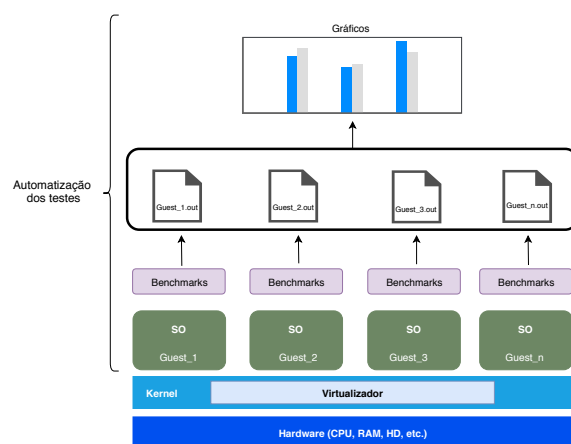 Gráficos
Automatização
dos testes
Guest_1.out
Guest_2.out
Guest_3.out
Guest_n.out
Benchmarks
Benchmarks
Benchmarks
Benchmarks
SO
Guest_1
SO
Guest_2
SO
Guest_3
SO
Guest_n
Kernel
Virtualizador
Hardware (CPU, RAM, HD, etc.)